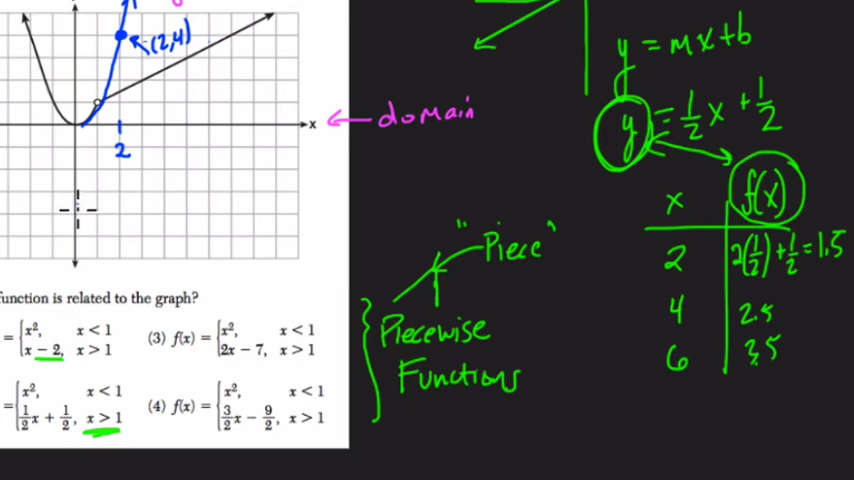 (2,4)
x
domain
1
2
y = mx+b
y = 1/2 x + 1/2
x f(x)
2 2(1/2) + 1/2 = 1.5
4 2.5
6 3.5
"Piece"
Piecewise
Functions
function is related to the graph?
= {x², x < 1
x − 2, x > 1
(3) f(x) = {x², x < 1
2x − 7, x > 1
= {x², x < 1
1/2 x + 1/2, x > 1
(4) f(x) = {x², x < 1
3/2 x − 9/2, x > 1